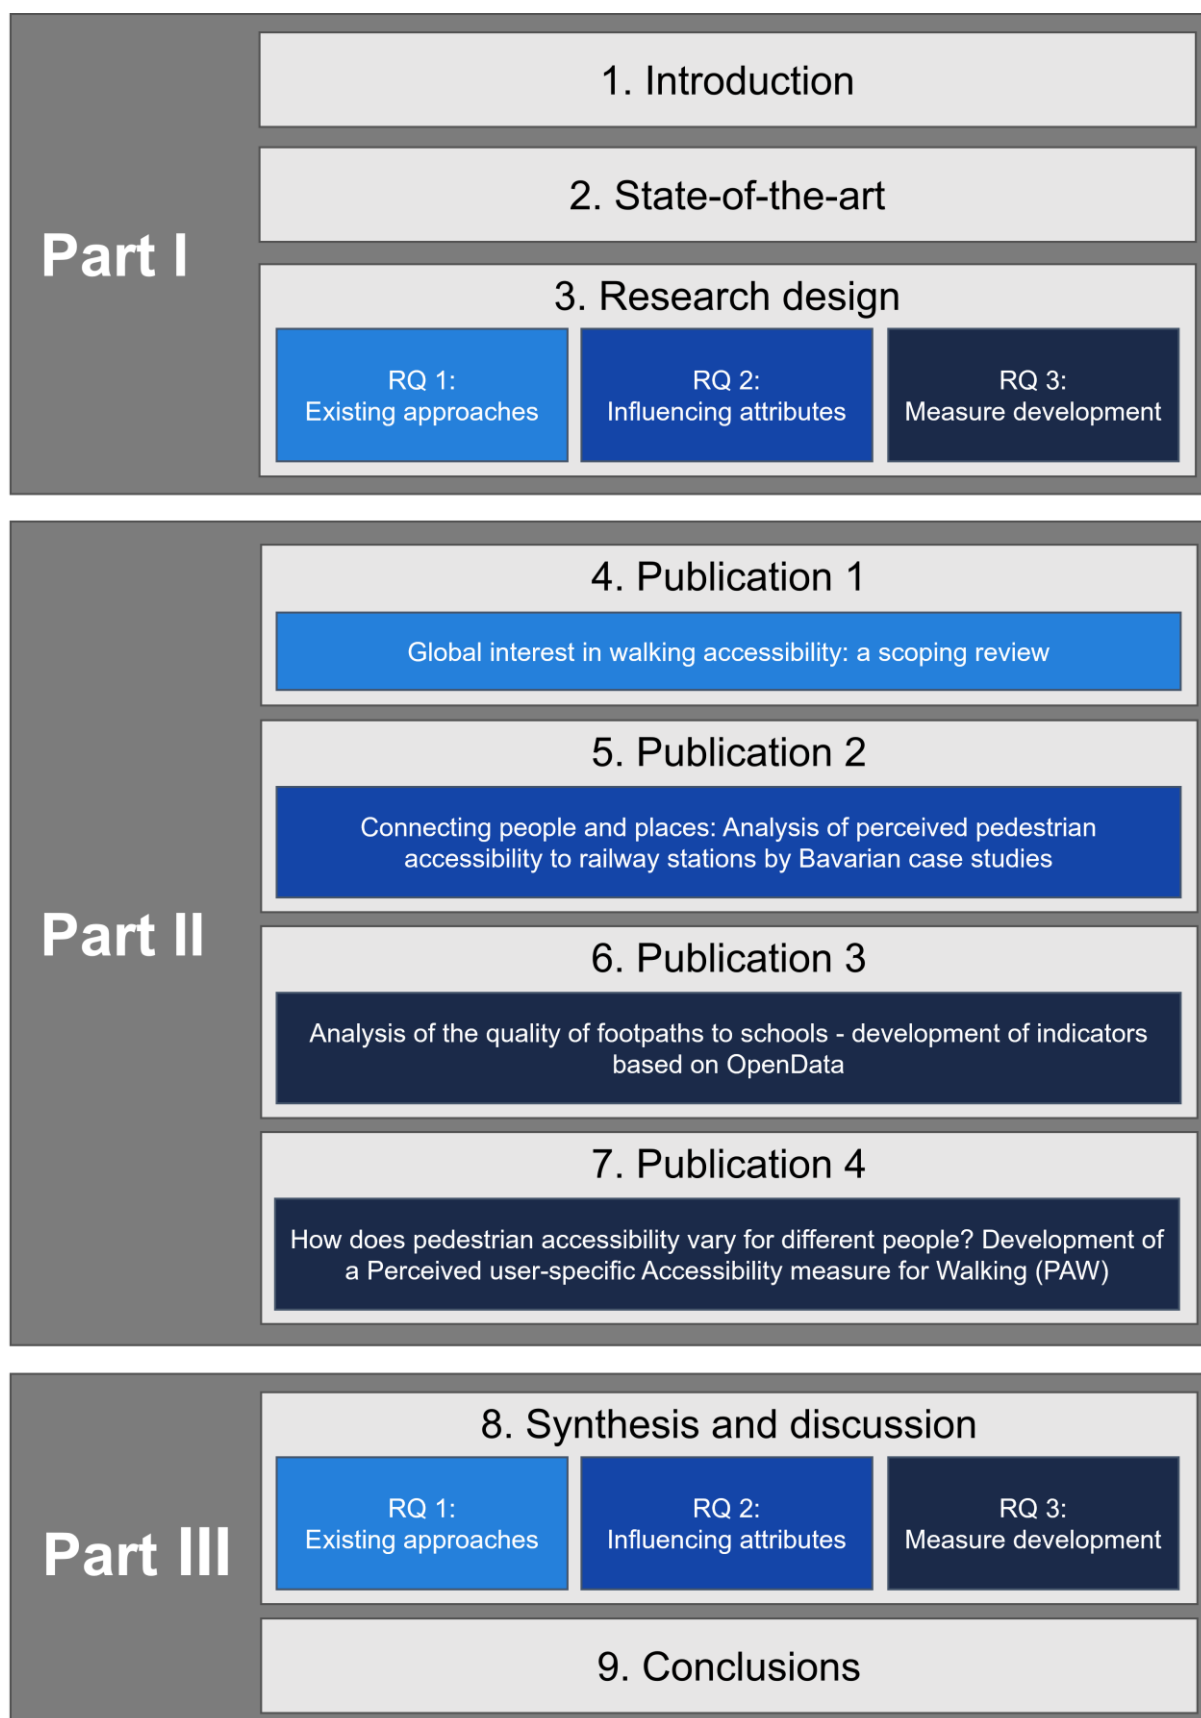 Part I
1. Introduction
2. State-of-the-art
3. Research design
RQ 1:
Existing approaches
RQ 2:
Influencing attributes
RQ 3:
Measure development
Part II
4. Publication 1
Global interest in walking accessibility: a scoping review
5. Publication 2
Connecting people and places: Analysis of perceived pedestrian
accessibility to railway stations by Bavarian case studies
6. Publication 3
Analysis of the quality of footpaths to schools - development of indicators
based on OpenData
7. Publication 4
How does pedestrian accessibility vary for different people? Development of
a Perceived user-specific Accessibility measure for Walking (PAW)
Part III
8. Synthesis and discussion
RQ 1:
Existing approaches
RQ 2:
Influencing attributes
RQ 3:
Measure development
9. Conclusions